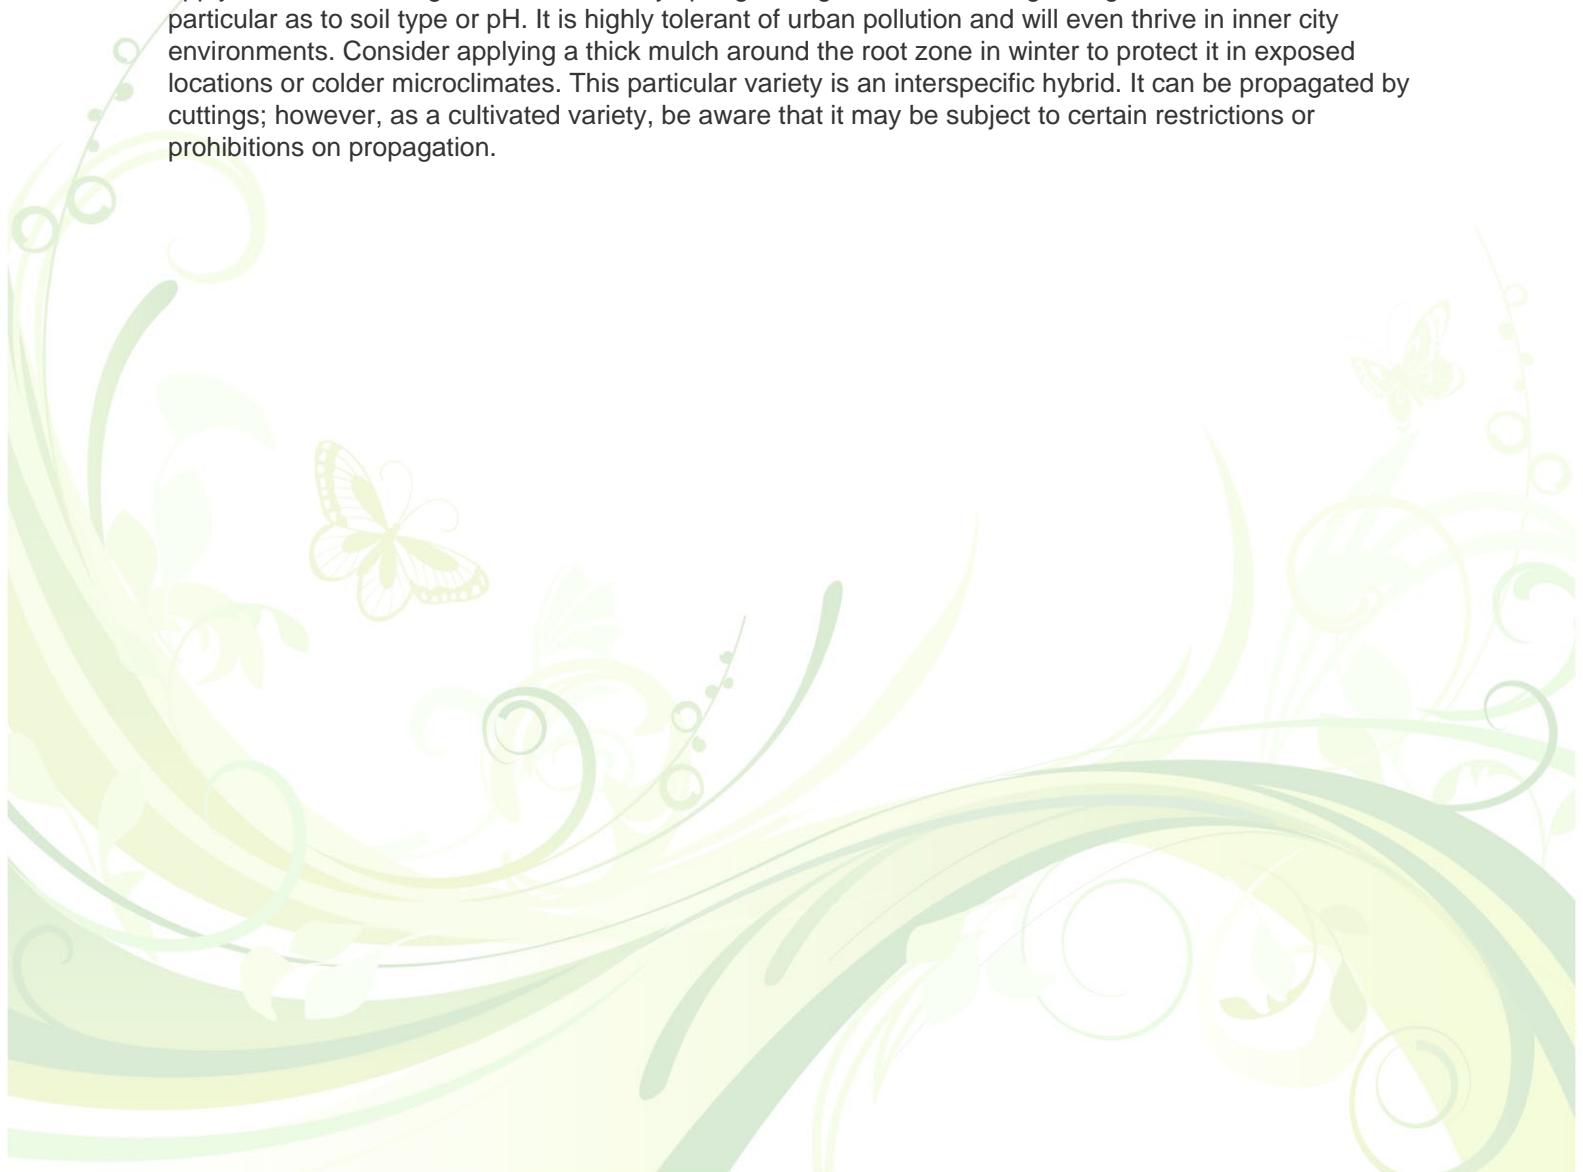 particular as to soil type or pH. It is highly tolerant of urban pollution and will even thrive in inner city
environments. Consider applying a thick mulch around the root zone in winter to protect it in exposed
locations or colder microclimates. This particular variety is an interspecific hybrid. It can be propagated by
cuttings; however, as a cultivated variety, be aware that it may be subject to certain restrictions or
prohibitions on propagation.